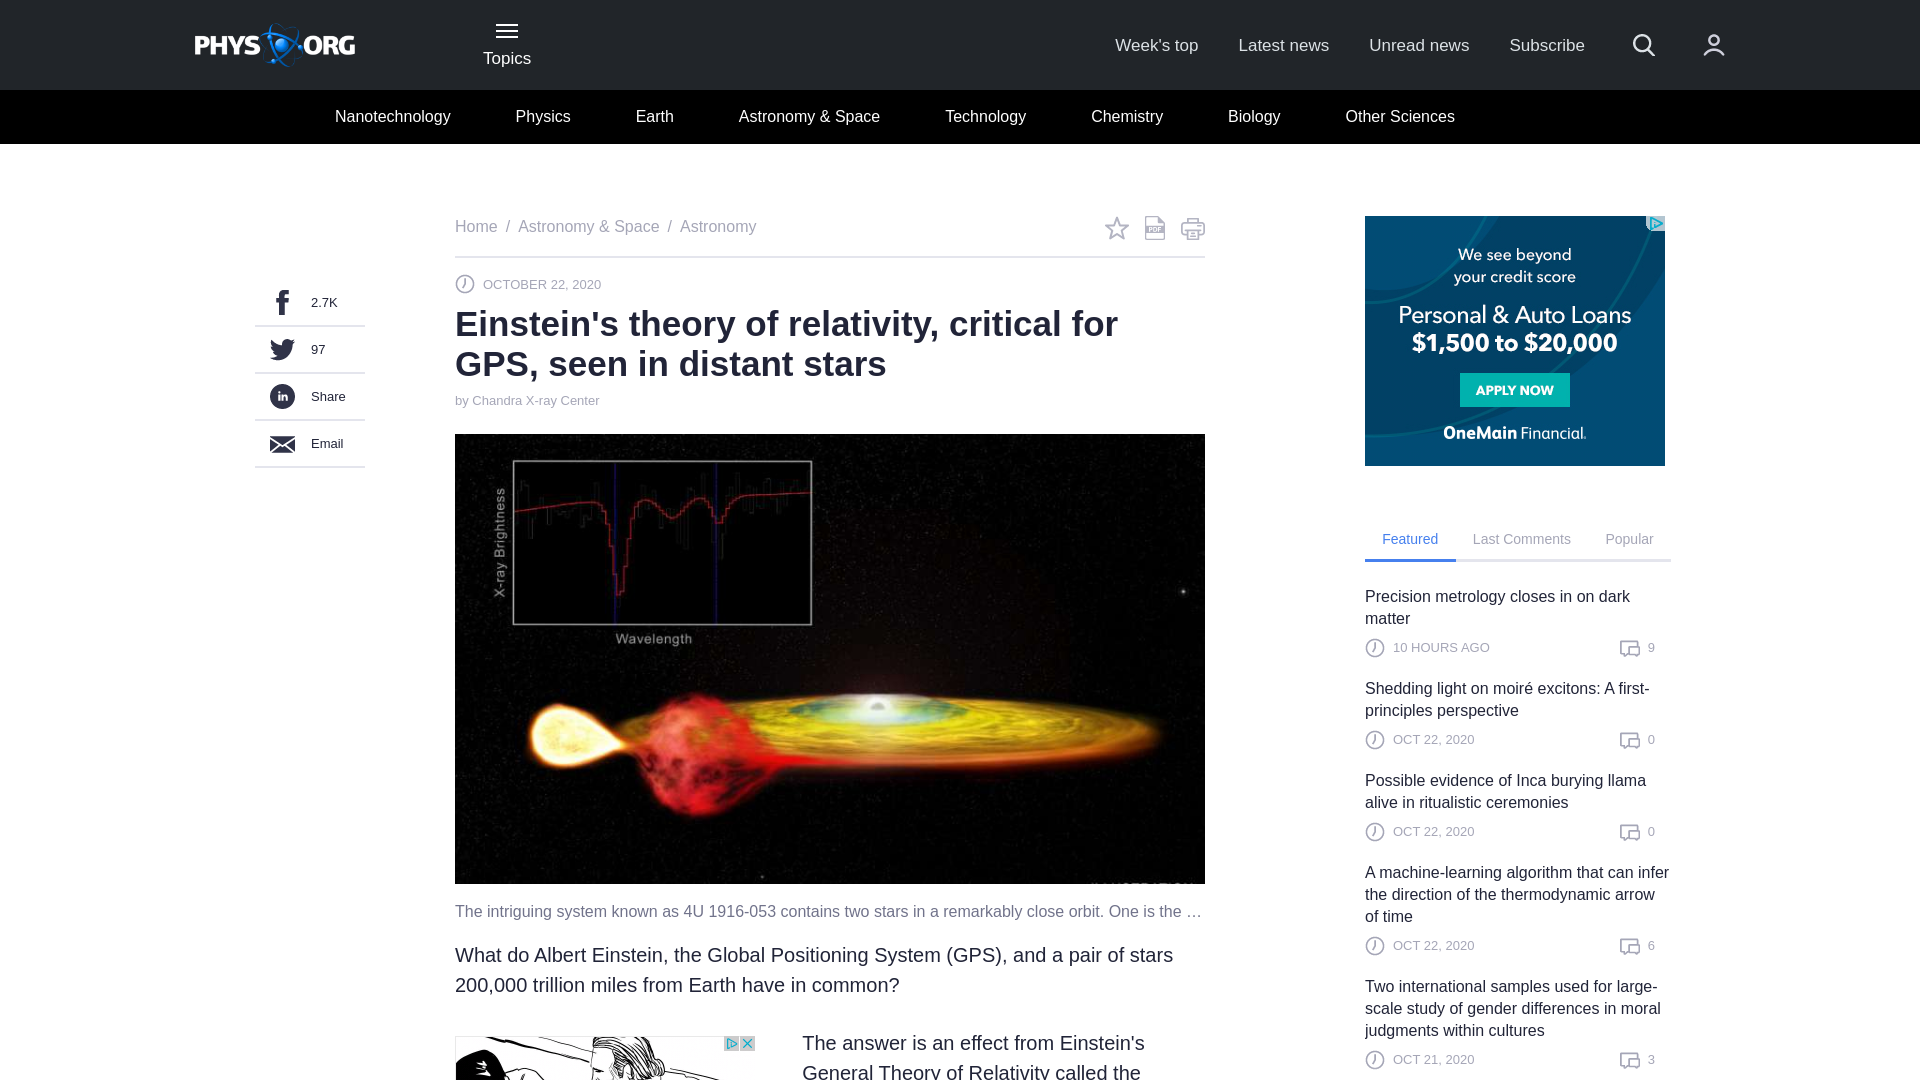 PHYS ORG
Topics
Week's top
Latest news
Unread news
Subscribe
Nanotechnology
Physics
Earth
Astronomy & Space
Technology
Chemistry
Biology
Other Sciences
Home / Astronomy & Space / Astronomy
PDF
2.7K
97
in Share
Email
OCTOBER 22, 2020
Einstein's theory of relativity, critical for
GPS, seen in distant stars
by Chandra X-ray Center
X-ray Brightness
Wavelength
The intriguing system known as 4U 1916-053 contains two stars in a remarkably close orbit. One is the …
What do Albert Einstein, the Global Positioning System (GPS), and a pair of stars
200,000 trillion miles from Earth have in common?
The answer is an effect from Einstein's
General Theory of Relativity called the
We see beyond
your credit score
Personal & Auto Loans
$1,500 to $20,000
APPLY NOW
OneMain Financial.
Featured
Last Comments
Popular
Precision metrology closes in on dark
matter
10 HOURS AGO
9
Shedding light on moiré excitons: A first-
principles perspective
OCT 22, 2020
0
Possible evidence of Inca burying llama
alive in ritualistic ceremonies
OCT 22, 2020
0
A machine-learning algorithm that can infer
the direction of the thermodynamic arrow
of time
OCT 22, 2020
6
Two international samples used for large-
scale study of gender differences in moral
judgments within cultures
OCT 21, 2020
3